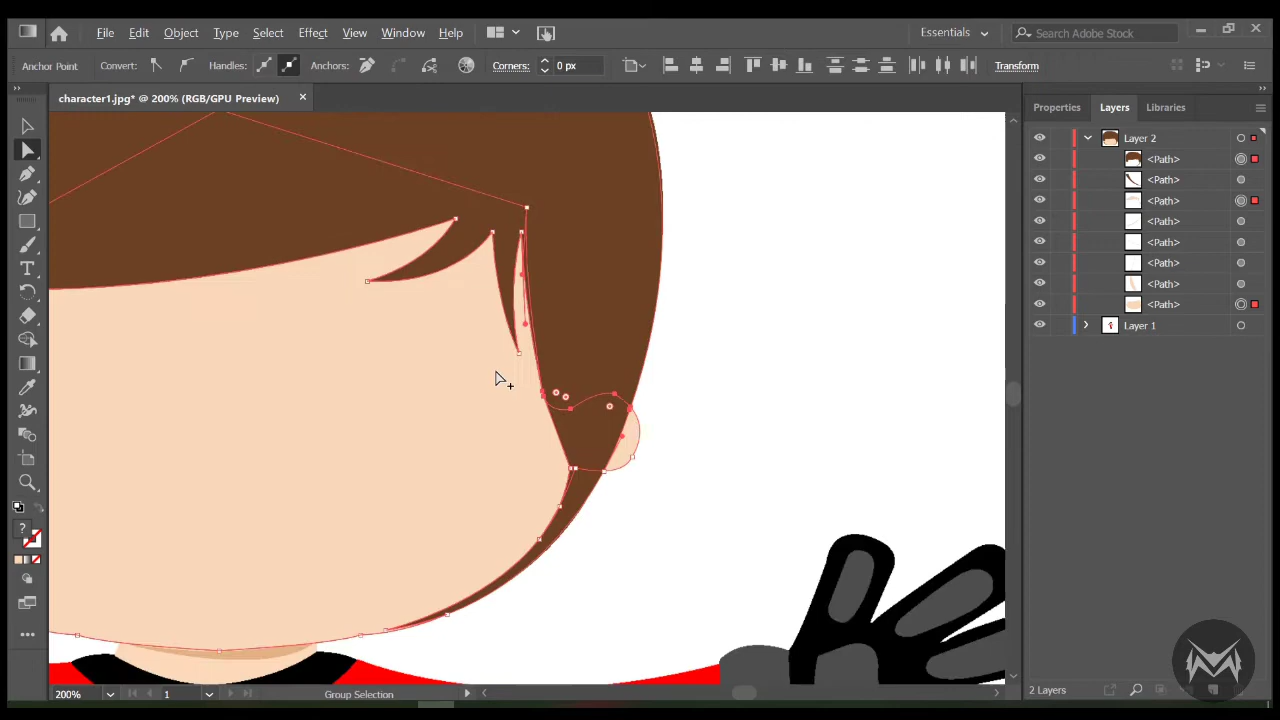 File Edit Object Type Select Effect View Window Help Essentials Search Adobe Stock
Anchor Point Convert: Handles: Anchors: Corners: 0 px Transform
character1.jpg* @ 200% (RGB/GPU Preview) Properties Layers Libraries
Layer 2
<Path>
<Path>
<Path>
<Path>
<Path>
<Path>
<Path>
<Path>
Layer 1
200% 1 Group Selection 2 Layers